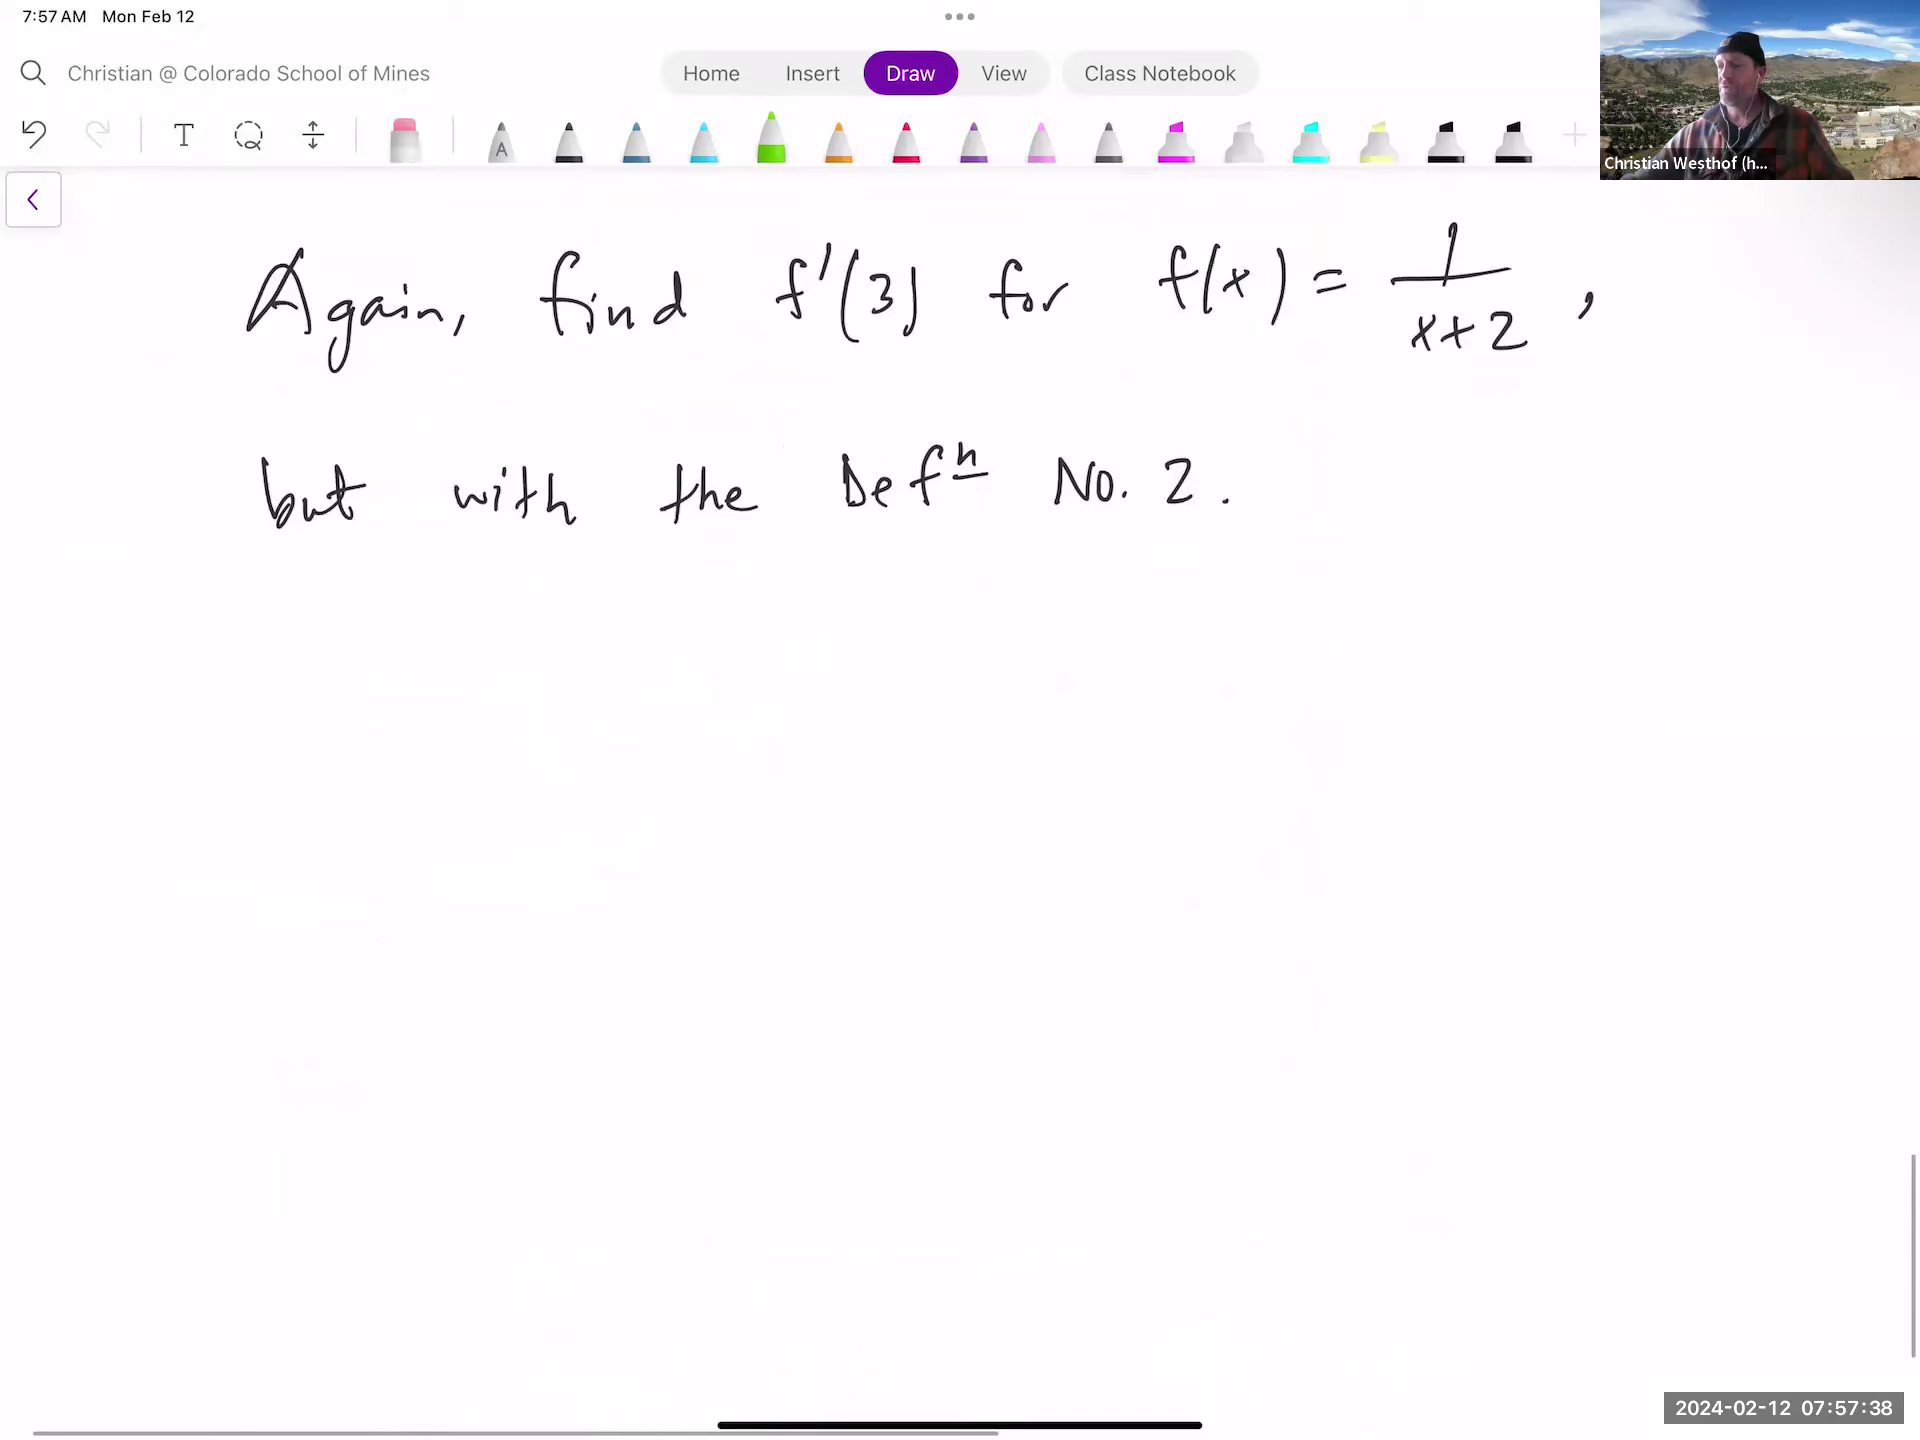 7:57 AM Mon Feb 12
Christian @ Colorado School of Mines
Home Insert Draw View Class Notebook
T
A
Christian Westhof (h...
Again, find f'(3) for f(x) = 1/(x+2),
but with the Defⁿ No. 2.
2024-02-12 07:57:38